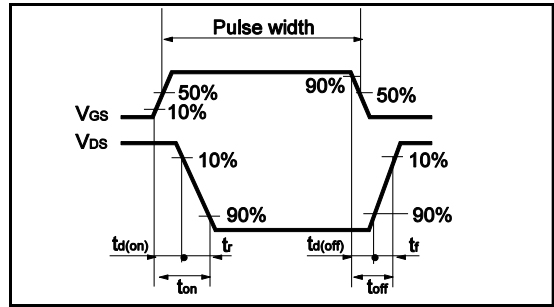 Pulse width
90%
50%
50%
10%
VGS
VDS
10%
10%
90%
90%
td(on)
tr
td(off)
tf
ton
toff